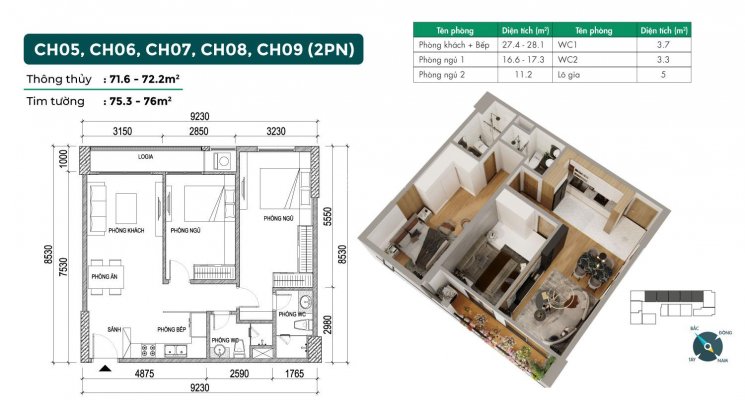 CH05, CH06, CH07, CH08, CH09 (2PN)
Thông thủy : 71.6 - 72.2m²
Tim tường : 75.3 - 76m²
Tên phòng Diện tích (m²) Tên phòng Diện tích (m²)
Phòng khách + Bếp 27.4 - 28.1 WC1 3.7
Phòng ngủ 1 16.6 - 17.3 WC2 3.3
Phòng ngủ 2 11.2 Lô gia 5
9230
3150 2850 3230
1000
LOGIA
PHÒNG KHÁCH
PHÒNG NGỦ
PHÒNG NGỦ
8530
7530
5550
8530
PHÒNG ĂN
2980
PHÒNG WC
SẢNH
PHÒNG BẾP
PHÒNG WC
4875 2590 1765
9230
BẮC
ĐÔNG
TÂY
NAM